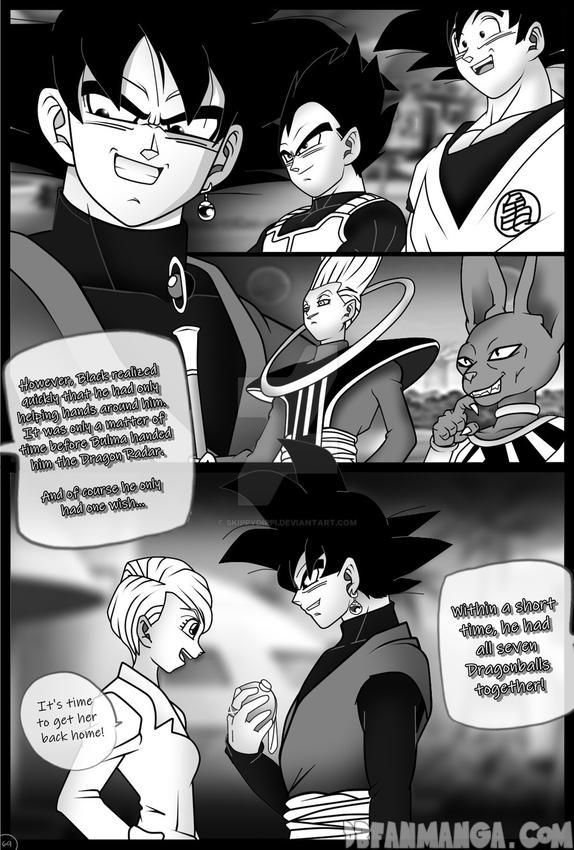 However, Black realized
quickly that he had only
helping hands around him.
It was only a matter of
time before Bulma handed
him the Dragon Radar.
And of course he only
had one wish...
© SKIPPYDIPPI.DEVIANTART.COM
Within a short
time, he had
all seven
Dragonballs
together!
It's time
to get her
back home!
69
DBFANMANGA.COM